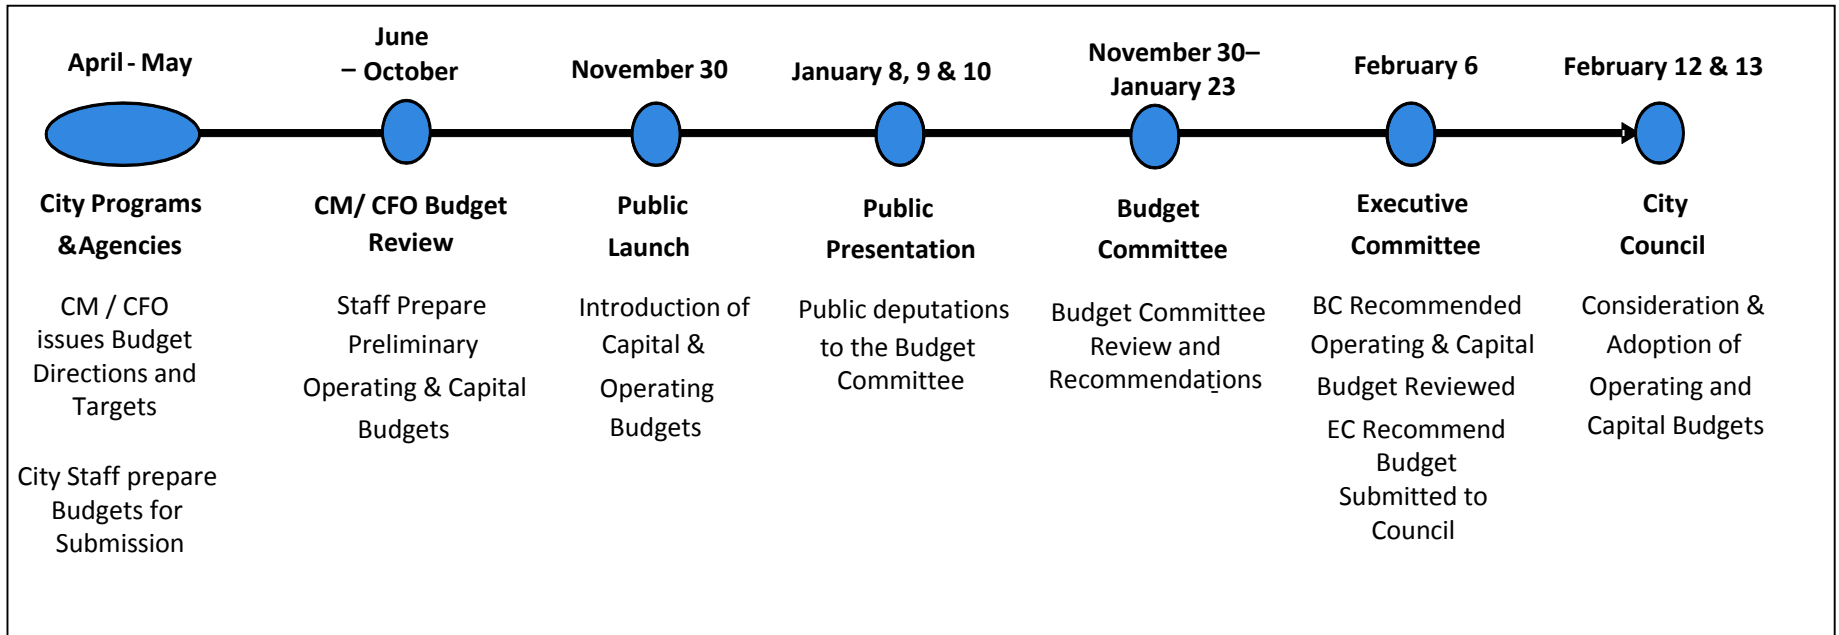 April - May
City Programs
&Agencies
CM / CFO
issues Budget
Directions and
Targets
City Staff prepare
Budgets for
Submission
June
– October
CM/ CFO Budget
Review
Staff Prepare
Preliminary
Operating & Capital
Budgets
November 30
Public
Launch
Introduction of
Capital &
Operating
Budgets
January 8, 9 & 10
Public
Presentation
Public deputations
to the Budget
Committee
November 30–
January 23
Budget
Committee
Budget Committee
Review and
Recommendations
February 6
Executive
Committee
BC Recommended
Operating & Capital
Budget Reviewed
EC Recommend
Budget
Submitted to
Council
February 12 & 13
City
Council
Consideration &
Adoption of
Operating and
Capital Budgets